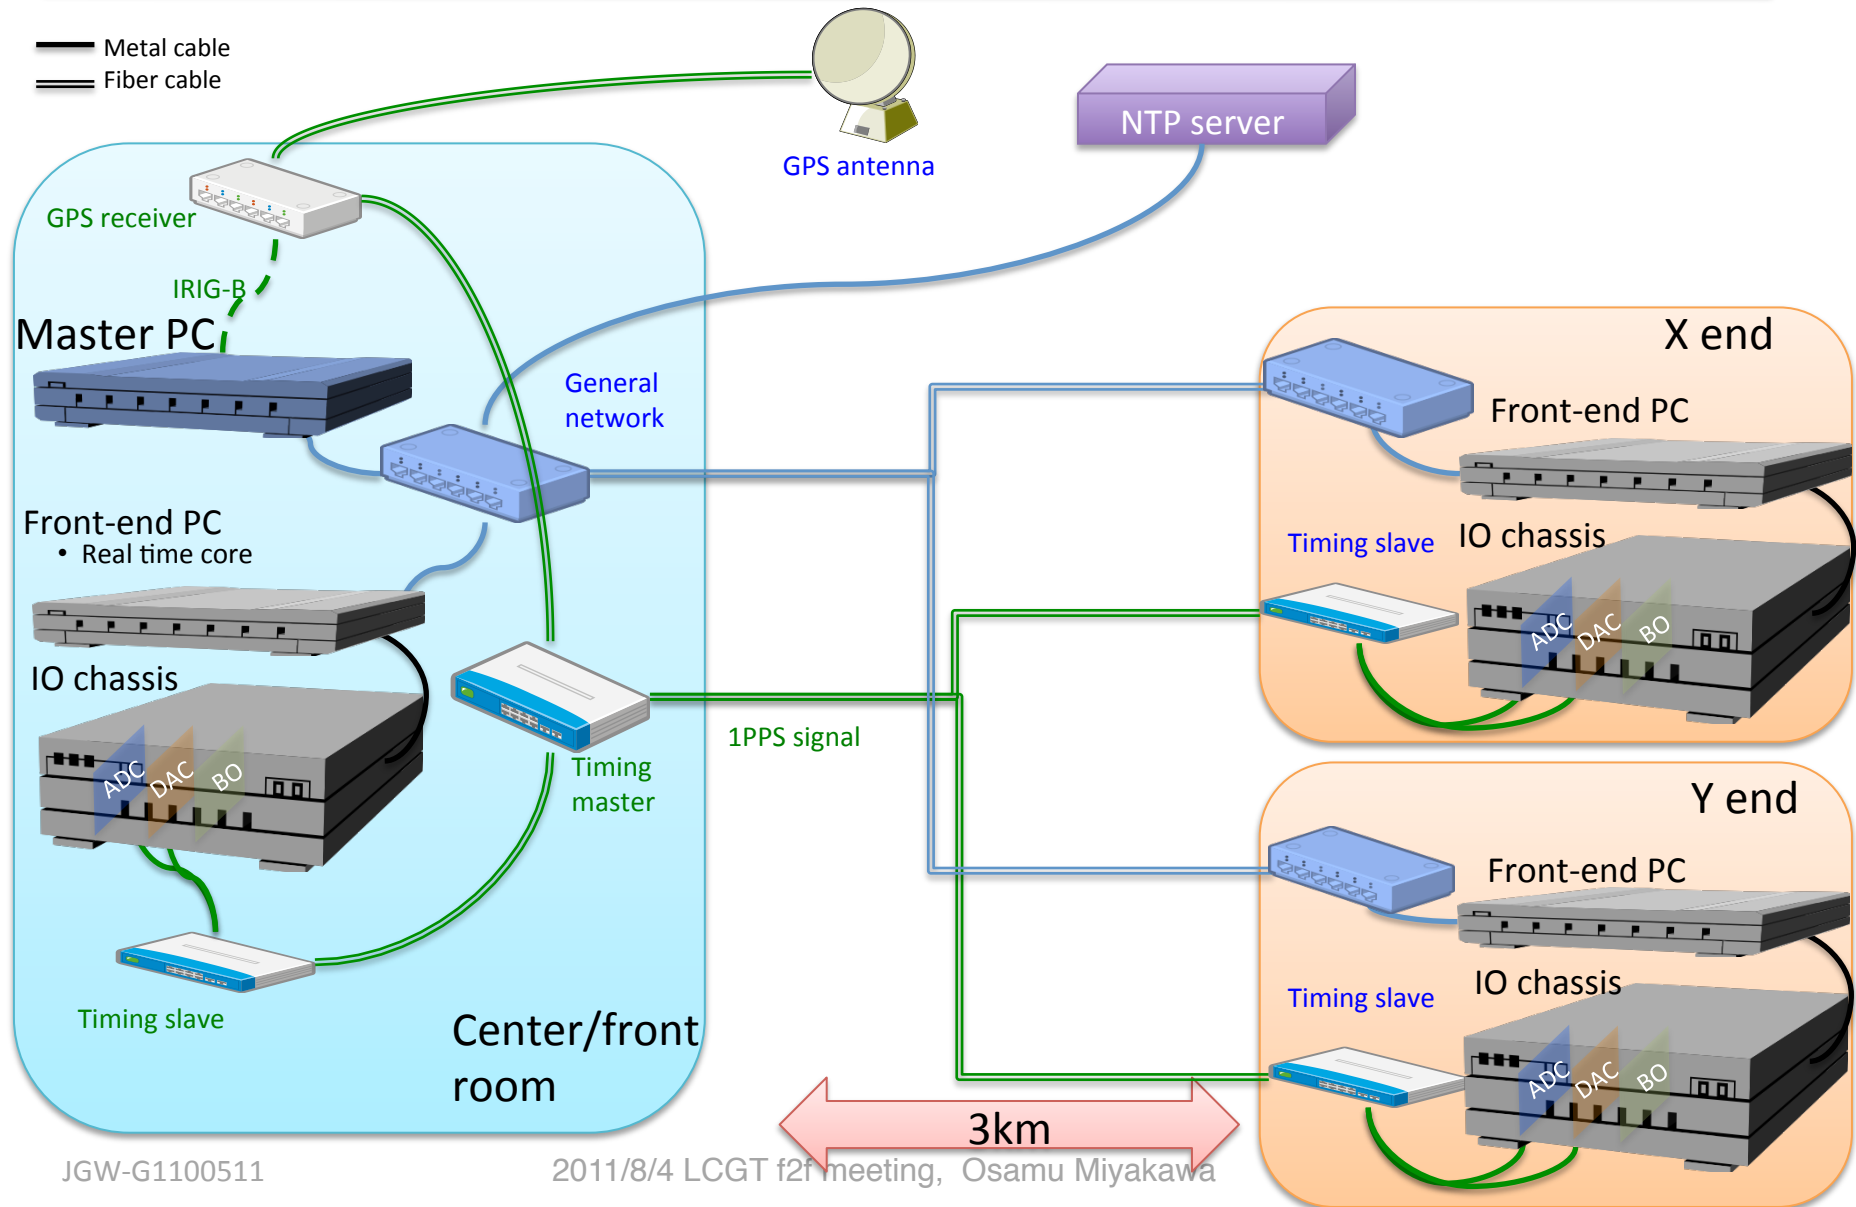 Metal cable
Fiber cable
GPS antenna
NTP server
GPS receiver
IRIG-B
Master PC
General
network
Front-end PC
• Real time core
IO chassis
ADC
DAC
BO
Timing
master
1PPS signal
Timing slave
Center/front
room
X end
Front-end PC
Timing slave
IO chassis
ADC
DAC
BO
Y end
Front-end PC
Timing slave
IO chassis
ADC
DAC
BO
3km
JGW-G1100511
2011/8/4 LCGT f2f meeting, Osamu Miyakawa